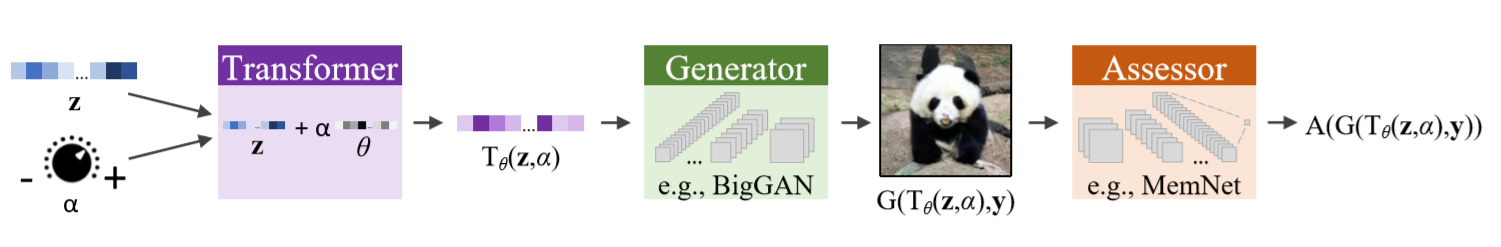 ...
z
- +
α
Transformer
... + α ...
z θ
T_θ(z,α)
...
Generator
...
e.g., BigGAN
G(T_θ(z,α),y)
Assessor
...
e.g., MemNet
A(G(T_θ(z,α),y))